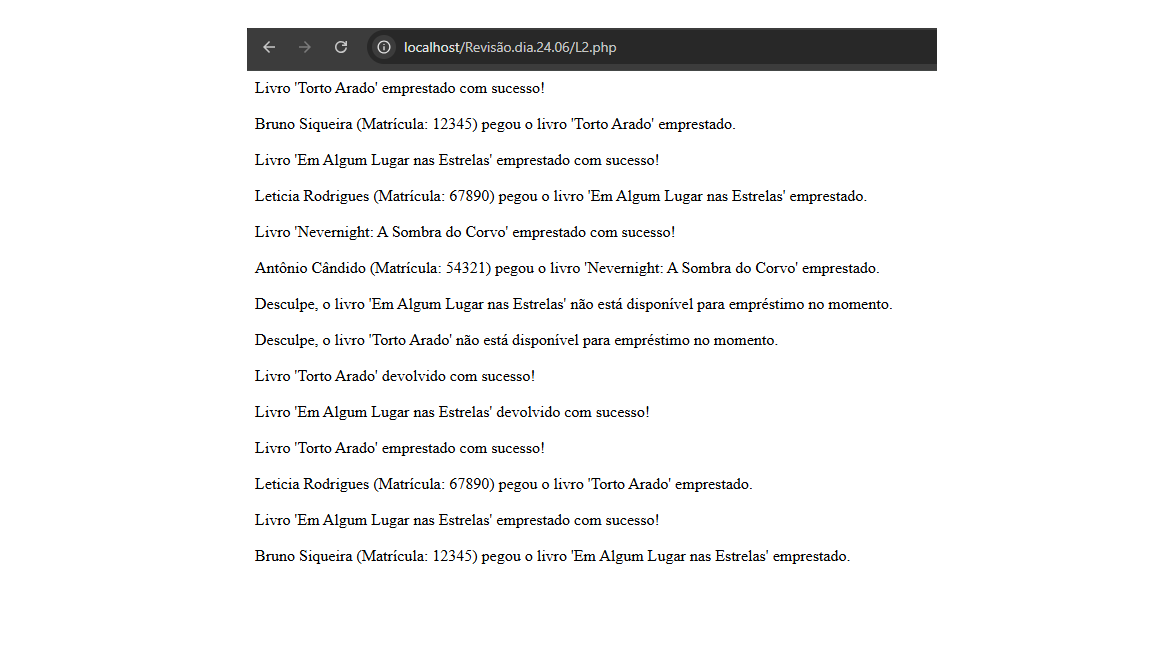 localhost/Revisão.dia.24.06/L2.php
Livro 'Torto Arado' emprestado com sucesso!
Bruno Siqueira (Matrícula: 12345) pegou o livro 'Torto Arado' emprestado.
Livro 'Em Algum Lugar nas Estrelas' emprestado com sucesso!
Leticia Rodrigues (Matrícula: 67890) pegou o livro 'Em Algum Lugar nas Estrelas' emprestado.
Livro 'Nevernight: A Sombra do Corvo' emprestado com sucesso!
Antônio Cândido (Matrícula: 54321) pegou o livro 'Nevernight: A Sombra do Corvo' emprestado.
Desculpe, o livro 'Em Algum Lugar nas Estrelas' não está disponível para empréstimo no momento.
Desculpe, o livro 'Torto Arado' não está disponível para empréstimo no momento.
Livro 'Torto Arado' devolvido com sucesso!
Livro 'Em Algum Lugar nas Estrelas' devolvido com sucesso!
Livro 'Torto Arado' emprestado com sucesso!
Leticia Rodrigues (Matrícula: 67890) pegou o livro 'Torto Arado' emprestado.
Livro 'Em Algum Lugar nas Estrelas' emprestado com sucesso!
Bruno Siqueira (Matrícula: 12345) pegou o livro 'Em Algum Lugar nas Estrelas' emprestado.